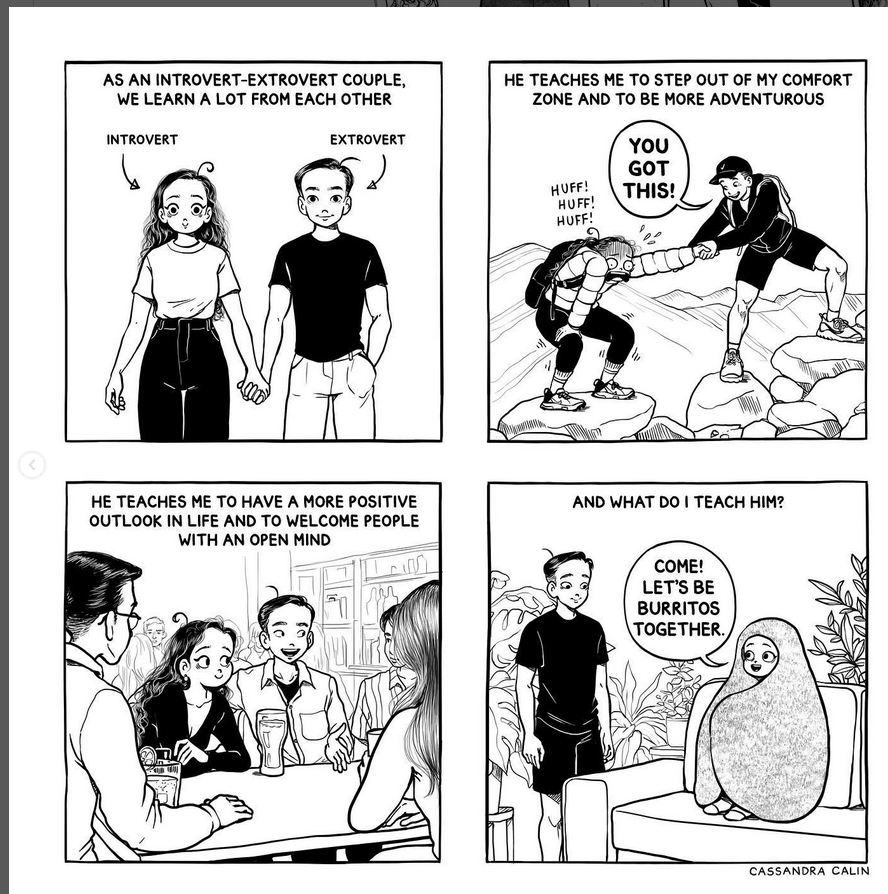 AS AN INTROVERT-EXTROVERT COUPLE,
WE LEARN A LOT FROM EACH OTHER
INTROVERT
EXTROVERT
HE TEACHES ME TO STEP OUT OF MY COMFORT
ZONE AND TO BE MORE ADVENTUROUS
YOU
GOT
THIS!
HUFF!
HUFF!
HUFF!
HE TEACHES ME TO HAVE A MORE POSITIVE
OUTLOOK IN LIFE AND TO WELCOME PEOPLE
WITH AN OPEN MIND
AND WHAT DO I TEACH HIM?
COME!
LET'S BE
BURRITOS
TOGETHER.
CASSANDRA CALIN